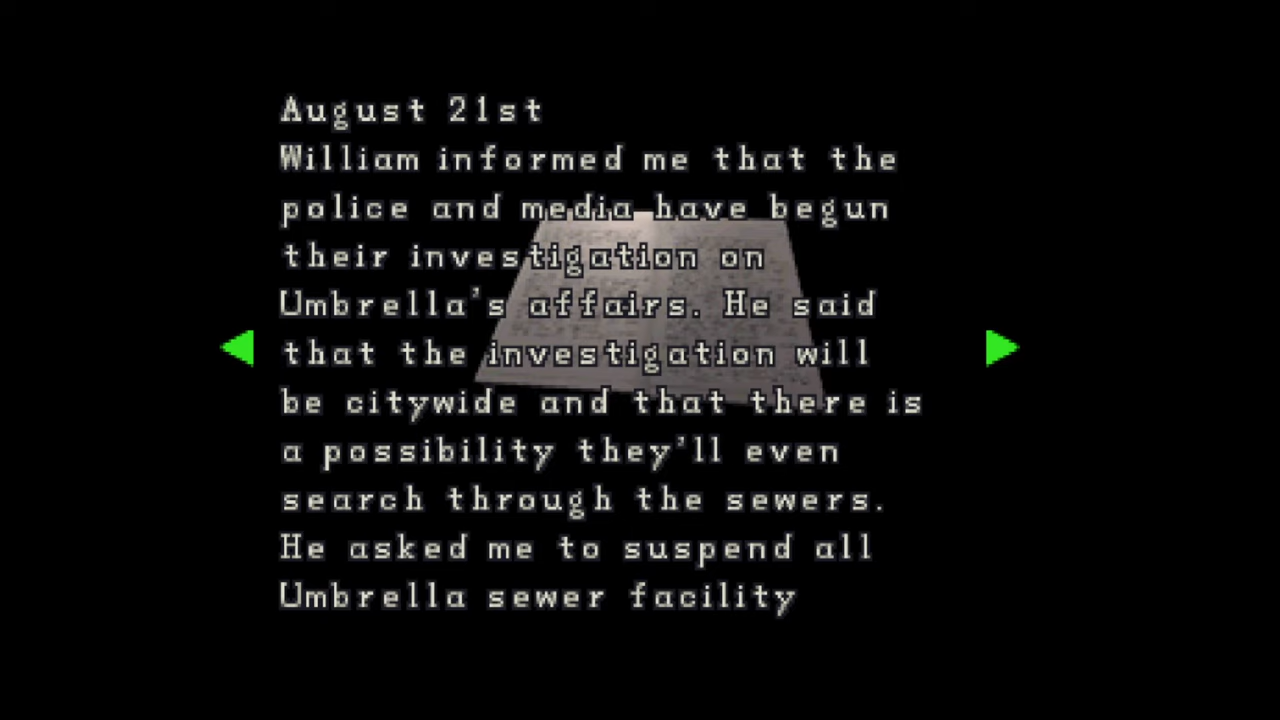 August 21st
William informed me that the
police and media have begun
their investigation on
Umbrella's affairs. He said
that the investigation will
be citywide and that there is
a possibility they'll even
search through the sewers.
He asked me to suspend all
Umbrella sewer facility